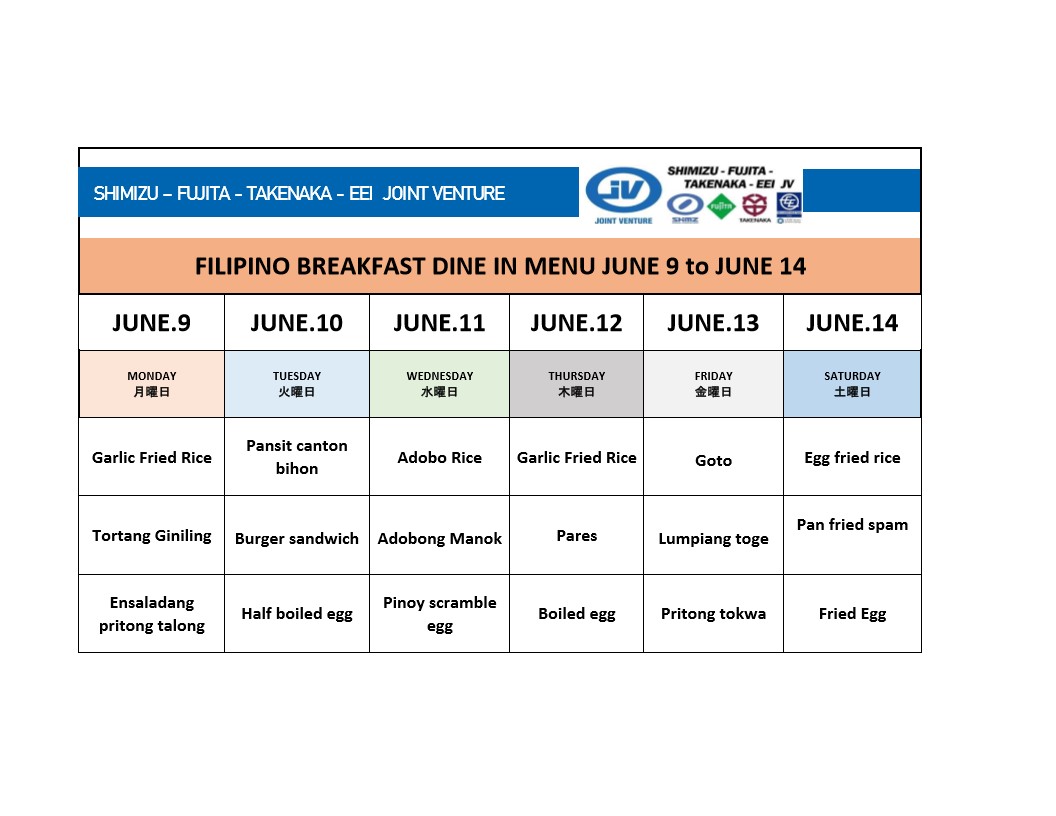 SHIMIZU – FUJITA - TAKENAKA - EEI JOINT VENTURE
JV
JOINT VENTURE
SHIMIZU - FUJITA -
TAKENAKA - EEI JV
SHIMZ
FUJITA
TAKENAKA
FILIPINO BREAKFAST DINE IN MENU JUNE 9 to JUNE 14
JUNE.9 JUNE.10 JUNE.11 JUNE.12 JUNE.13 JUNE.14
MONDAY TUESDAY WEDNESDAY THURSDAY FRIDAY SATURDAY
月曜日 火曜日 水曜日 木曜日 金曜日 土曜日
Garlic Fried Rice
Pansit canton
bihon
Adobo Rice
Garlic Fried Rice
Goto
Egg fried rice
Tortang Giniling
Burger sandwich
Adobong Manok
Pares
Lumpiang toge
Pan fried spam
Ensaladang
pritong talong
Half boiled egg
Pinoy scramble
egg
Boiled egg
Pritong tokwa
Fried Egg